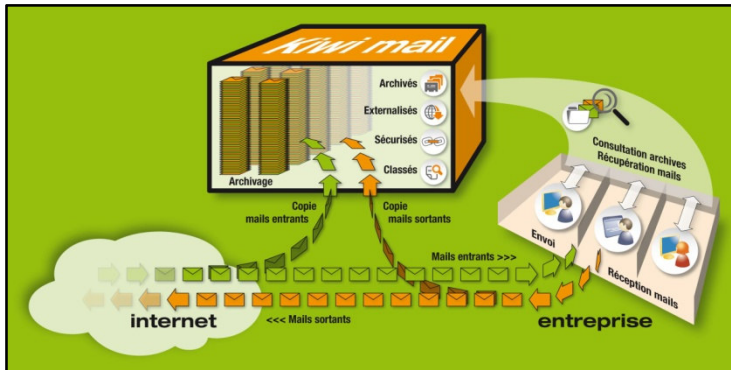 Kiwi mail
Archivés
Externalisés
Sécurisés
Classés
Archivage
Consultation archives
Récupération mails
Copie
mails entrants
Copie
mails sortants
Envoi
Mails entrants >>>
Réception mails
internet
<<< Mails sortants
entreprise